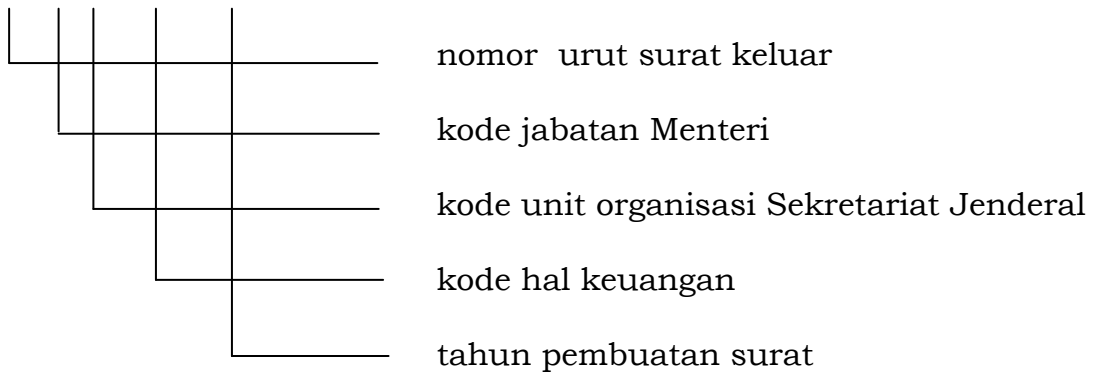 nomor urut surat keluar
kode jabatan Menteri
kode unit organisasi Sekretariat Jenderal
kode hal keuangan
tahun pembuatan surat